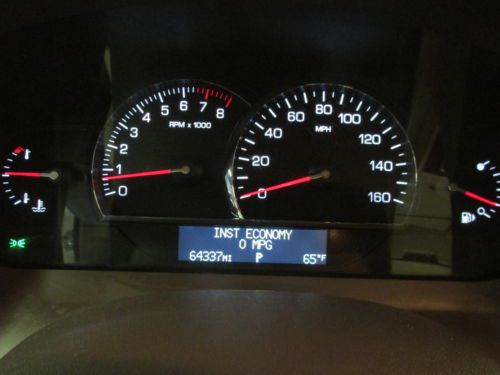 0 1 2 3 4 5 6 7 8
RPM x 1000
0 20 40 60 80 100 120 140 160
MPH
INST ECONOMY
0 MPG
64337MI P 65°F